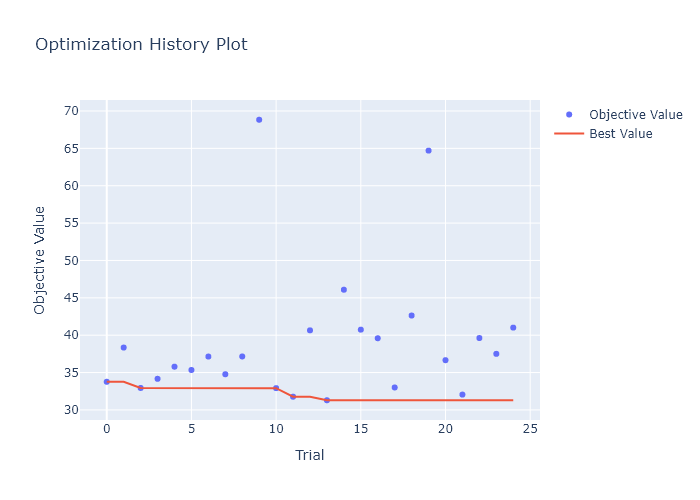 Optimization History Plot
70
65
60
55
50
45
40
35
30
Objective Value
0 5 10 15 20 25
Trial
Objective Value
Best Value